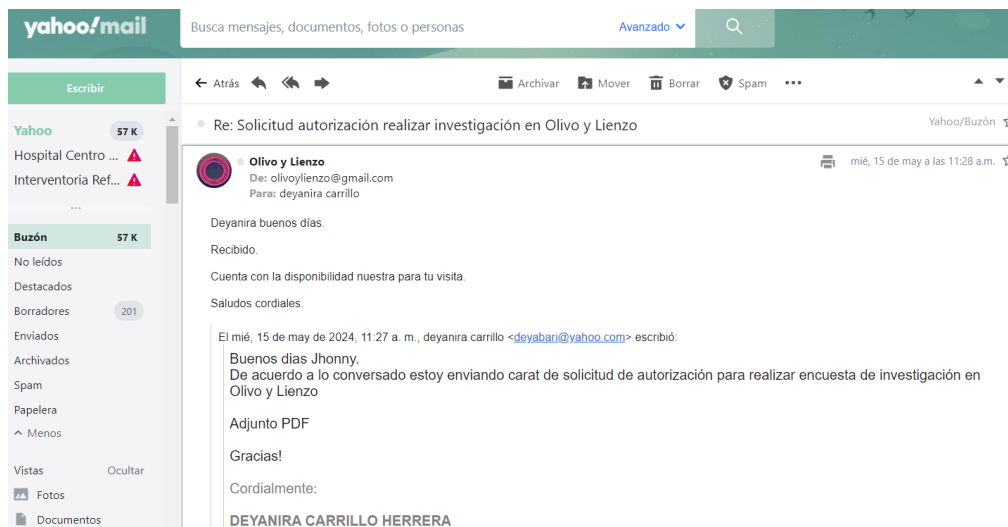 yahoo!mail
Busca mensajes, documentos, fotos o personas
Avanzado
Escribir
Atrás
Archivar
Mover
Borrar
Spam
Yahoo
57 K
Hospital Centro ...
Interventoria Ref...
...
Buzón
57 K
No leídos
Destacados
Borradores
201
Enviados
Archivados
Spam
Papelera
Menos
Vistas
Ocultar
Fotos
Documentos
Re: Solicitud autorización realizar investigación en Olivo y Lienzo
Yahoo/Buzón
Olivo y Lienzo
mié, 15 de may a las 11:28 a.m.
De: olivoylienzo@gmail.com
Para: deyanira carrillo
Deyanira buenos días.
Recibido.
Cuenta con la disponibilidad nuestra para tu visita.
Saludos cordiales.
El mié, 15 de may de 2024, 11:27 a. m., deyanira carrillo <deyabari@yahoo.com> escribió:
Buenos dias Jhonny.
De acuerdo a lo conversado estoy enviando carat de solicitud de autorización para realizar encuesta de investigación en
Olivo y Lienzo
Adjunto PDF
Gracias!
Cordialmente:
DEYANIRA CARRILLO HERRERA